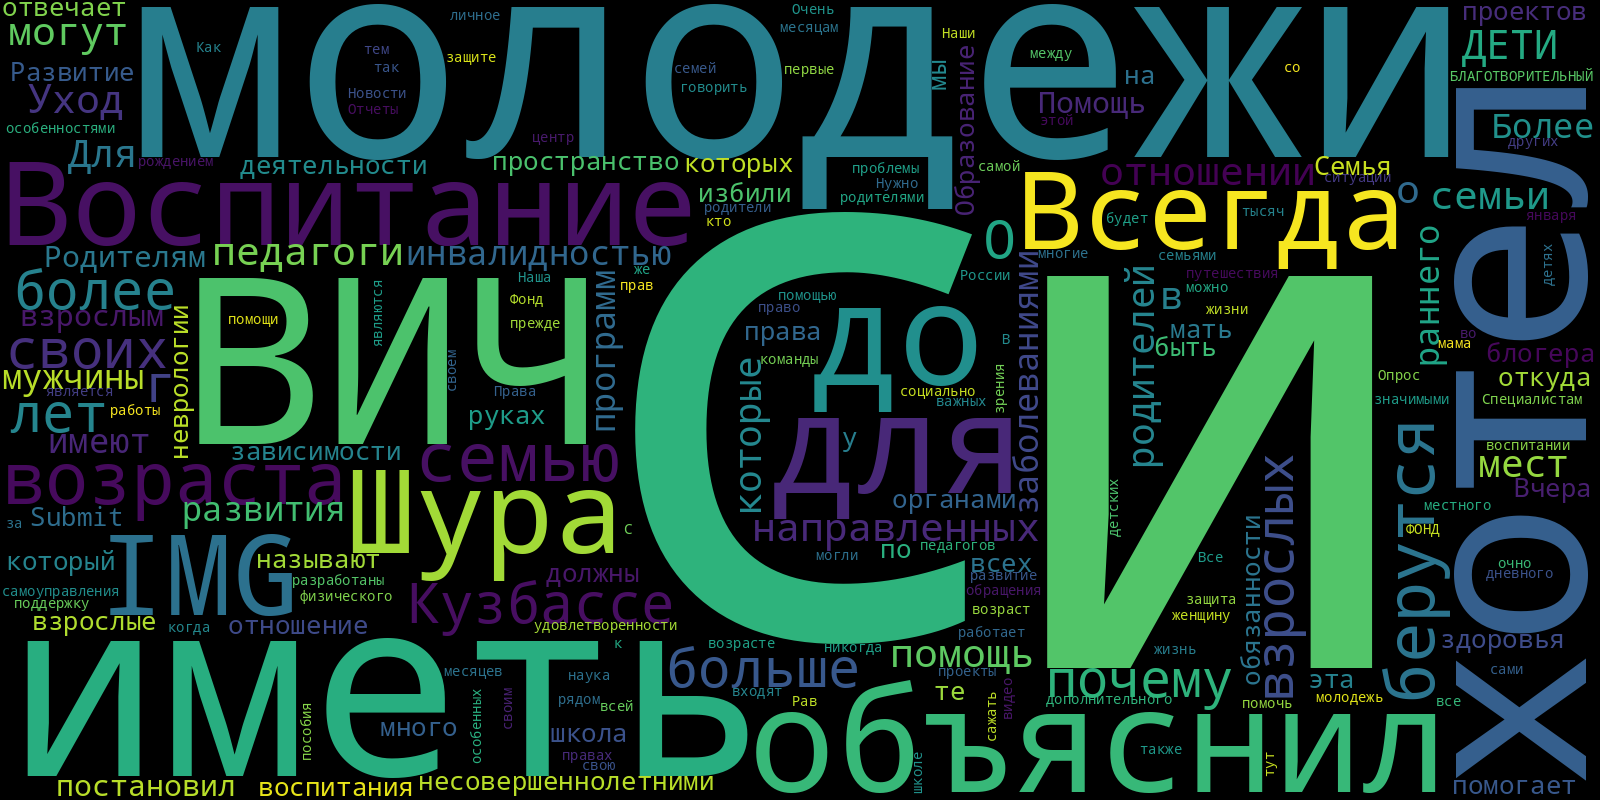 отвечает
могут
молодежи
личное
Очень
месяцам
Наши
проектов
ДЕТИ
БЛАГОТВОРИТЕЛЬНЫЙ
Как
тем
так
защите
семей
говорить
первые
между
со
Развитие
Уход
Новости
Отчеты
мы
Образование
на
Помощь
этой
Более
других
особенностями
Для
рождением
центр
деятельности
пространство
которых
проблемы
Нужно
родителями
самой
отношении
Семья
ситуации
о
семьи
Воспитание
избили
родители
кто
О
Всегда
будет
тысяч
января
хотел
Родителям
педагоги
инвалидностью
многие
семьями
детях
более
взрослым
неврологии
ВИЧ
помощи
являются
Наша
же
Фонд
прав
прежде
программ
С
помощью
право
России
заболеваниями
родителей
в
путешествия
можно
жизни
мать
быть
раннего
во
мама
блогера
своих
мужчины
г
является
своем
права
до
В
команды
социально
важных
зрения
И
Опрос
откуда
значимыми
Специалистам
лет
работы
Права
руках
которые
для
у
имеют
зависимости
семью
воспитании
мест
Вчера
возраста
Шура
органами
детских
взрослых
берутся
местного
за
Submit
развития
с
направленных
ФОНД
который
IMG
называют
могли
по
педагогов
всех
Все
обязанности
очно
дневного
самоуправления
поддержку
разработаны
физического
должны
Кузбассе
развитие
обращения
возраст
защита
женщину
взрослые
когда
отношение
удовлетворенности
к
возрасте
никогда
работает
жизнь
здоровья
иметь
месяцев
наука
больше
помощь
проекты
почему
эта
сами
входят
Рав
те
дополнительного
помочь
молодежь
все
пособия
много
особенных
своим
рядом
всей
школа
правах
свою
объяснил
сажать
видео
также
тут
школе
постановил
воспитания
несовершеннолетними
помогает